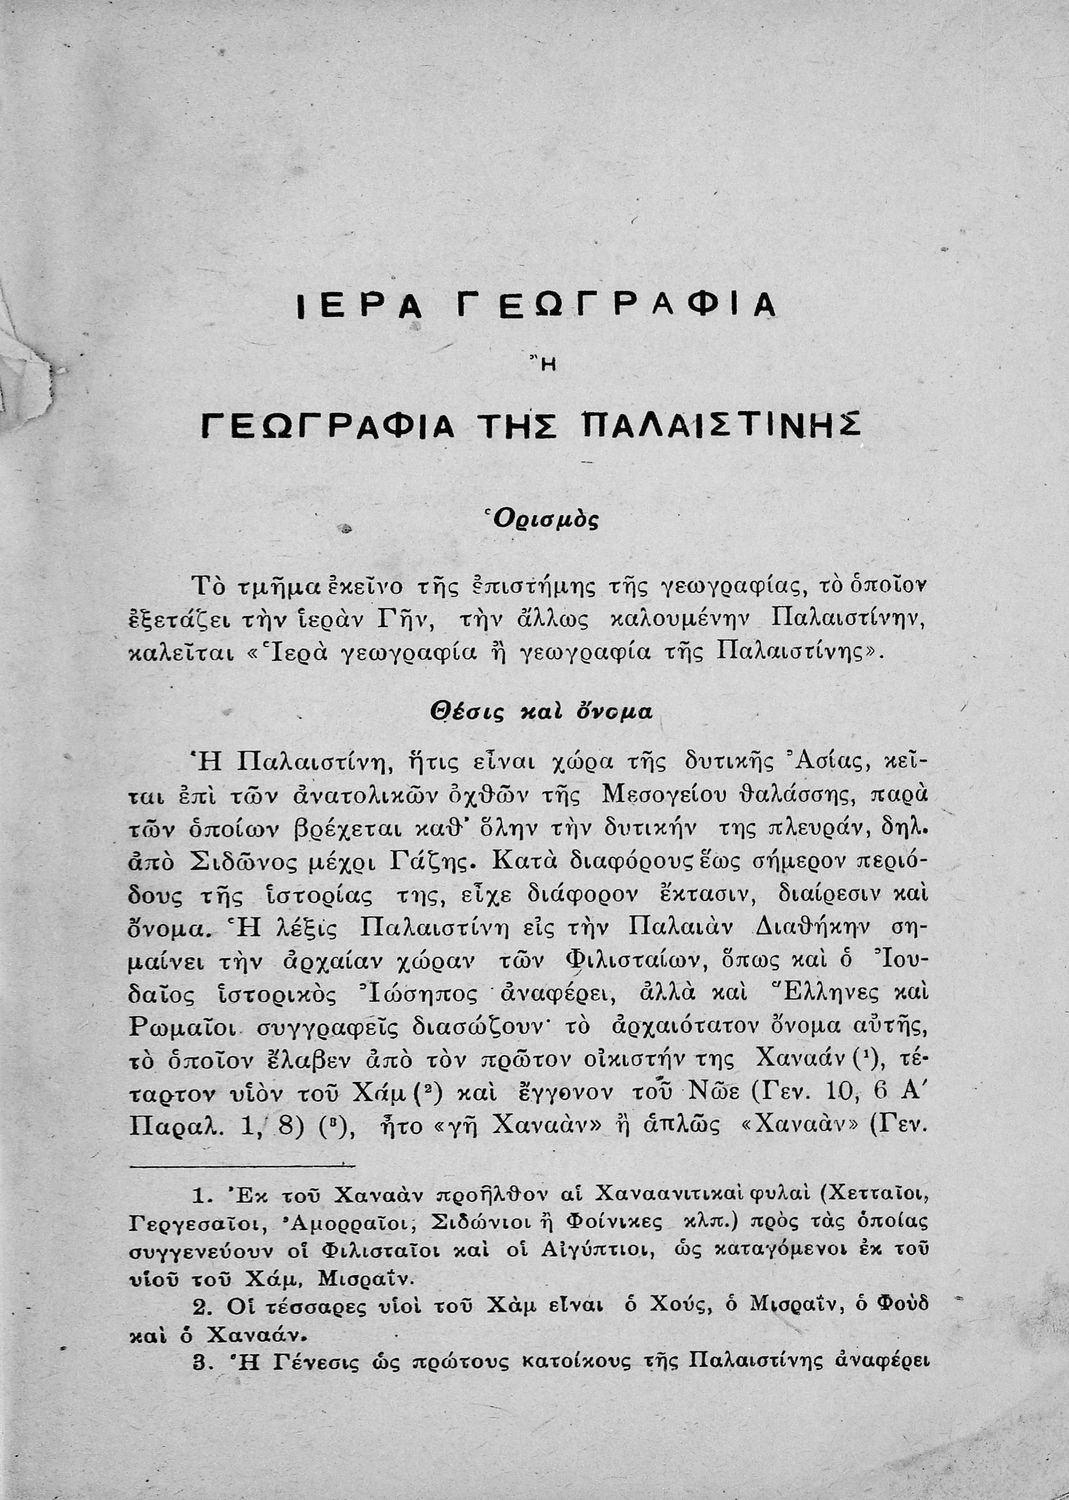 ΙΕΡΑ ΓΕΩΓΡΑΦΙΑ
Ἢ
ΓΕΩΓΡΑΦΙΑ ΤΗΣ ΠΑΛΑΙΣΤΙΝΗΣ
Ὁρισμὸς
Τὸ τμῆμα ἐκεῖνο τῆς ἐπιστήμης τῆς γεωγραφίας, τὸ ὁποῖον
ἐξετάζει τὴν ἱερὰν Γῆν, τὴν ἄλλως καλουμένην Παλαιστίνην,
καλεῖται «Ἱερὰ γεωγραφία ἢ γεωγραφία τῆς Παλαιστίνης».
Θέσις καὶ ὄνομα
Ἡ Παλαιστίνη, ἥτις εἶναι χώρα τῆς δυτικῆς Ἀσίας, κεῖ-
ται ἐπὶ τῶν ἀνατολικῶν ὀχθῶν τῆς Μεσογείου θαλάσσης, παρὰ
τῶν ὁποίων βρέχεται καθ' ὅλην τὴν δυτικήν της πλευράν, δηλ.
ἀπὸ Σιδῶνος μέχρι Γάζης. Κατὰ διαφόρους ἕως σήμερον περιό-
δους τῆς ἱστορίας της, εἶχε διάφορον ἔκτασιν, διαίρεσιν καὶ
ὄνομα. Ἡ λέξις Παλαιστίνη εἰς τὴν Παλαιὰν Διαθήκην ση-
μαίνει τὴν ἀρχαίαν χώραν τῶν Φιλισταίων, ὅπως καὶ ὁ Ἰου-
δαῖος ἱστορικὸς Ἰώσηπος ἀναφέρει, ἀλλὰ καὶ Ἕλληνες καὶ
Ρωμαῖοι συγγραφεῖς διασώζουν· τὸ ἀρχαιότατον ὄνομα αὐτῆς,
τὸ ὁποῖον ἔλαβεν ἀπὸ τὸν πρῶτον οἰκιστήν της Χαναάν (¹), τέ-
ταρτον υἱὸν τοῦ Χάμ (²) καὶ ἔγγονον τοῦ Νῶε (Γεν. 10, 6 Α΄
Παραλ. 1, 8) (³), ἦτο «γῆ Χαναὰν» ἢ ἁπλῶς «Χαναὰν» (Γεν.
1. Ἐκ τοῦ Χαναὰν προῆλθον αἱ Χαναανιτικαὶ φυλαὶ (Χετταῖοι,
Γεργεσαῖοι, Ἀμορραῖοι, Σιδώνιοι ἢ Φοίνικες κλπ.) πρὸς τὰς ὁποίας
συγγενεύουν οἱ Φιλισταῖοι καὶ οἱ Αἰγύπτιοι, ὡς καταγόμενοι ἐκ τοῦ
υἱοῦ τοῦ Χάμ, Μισραΐν.
2. Οἱ τέσσαρες υἱοὶ τοῦ Χὰμ εἶναι ὁ Χούς, ὁ Μισραΐν, ὁ Φοὺδ
καὶ ὁ Χαναάν.
3. Ἡ Γένεσις ὡς πρώτους κατοίκους τῆς Παλαιστίνης ἀναφέρει